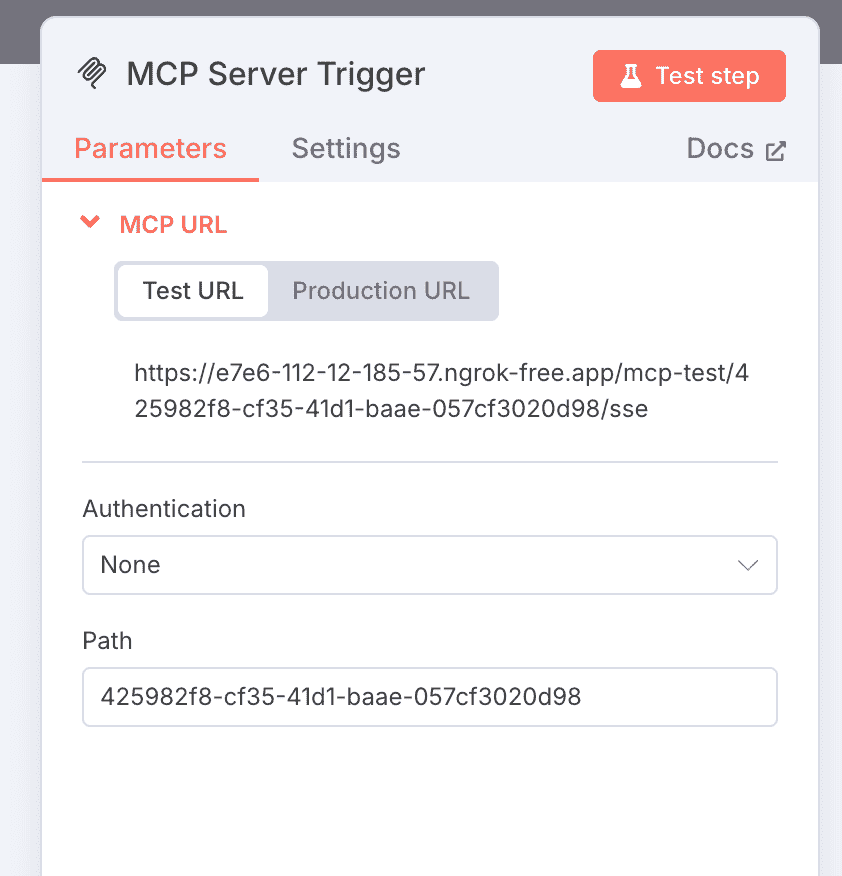 MCP Server Trigger
Test step
Parameters
Settings
Docs
MCP URL
Test URL
Production URL
https://e7e6-112-12-185-57.ngrok-free.app/mcp-test/4
25982f8-cf35-41d1-baae-057cf3020d98/sse
Authentication
None
Path
425982f8-cf35-41d1-baae-057cf3020d98